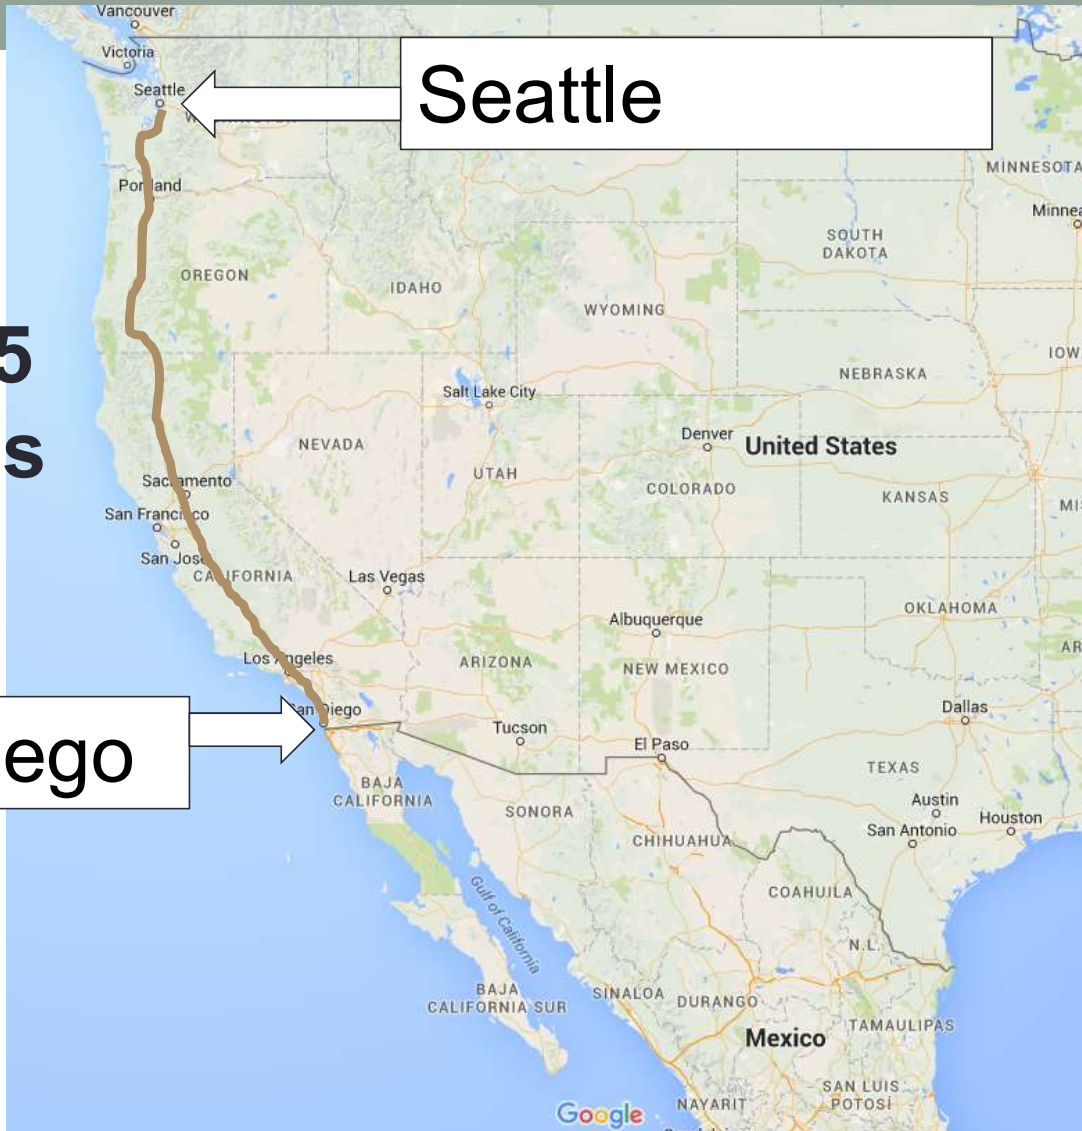 Vancouver
Victoria
Seattle
Seattle
MINNESOTA
Portland
Minnea
SOUTH
DAKOTA
OREGON
IDAHO
WYOMING
5
IOW
NEBRASKA
Salt Lake City
s
NEVADA
Denver
United States
UTAH
Sacramento
COLORADO
KANSAS
MIS
San Francisco
San Jose
CALIFORNIA
Las Vegas
OKLAHOMA
Albuquerque
AR
Los Angeles
ARIZONA
NEW MEXICO
San Diego
Dallas
Tucson
ego
El Paso
TEXAS
BAJA
CALIFORNIA
SONORA
Austin
Houston
San Antonio
CHIHUAHUA
COAHUILA
Gulf of California
N.L.
BAJA
CALIFORNIA SUR
SINALOA
DURANGO
Mexico
TAMAULIPAS
SAN LUIS
POTOSÍ
NAYARIT
Google